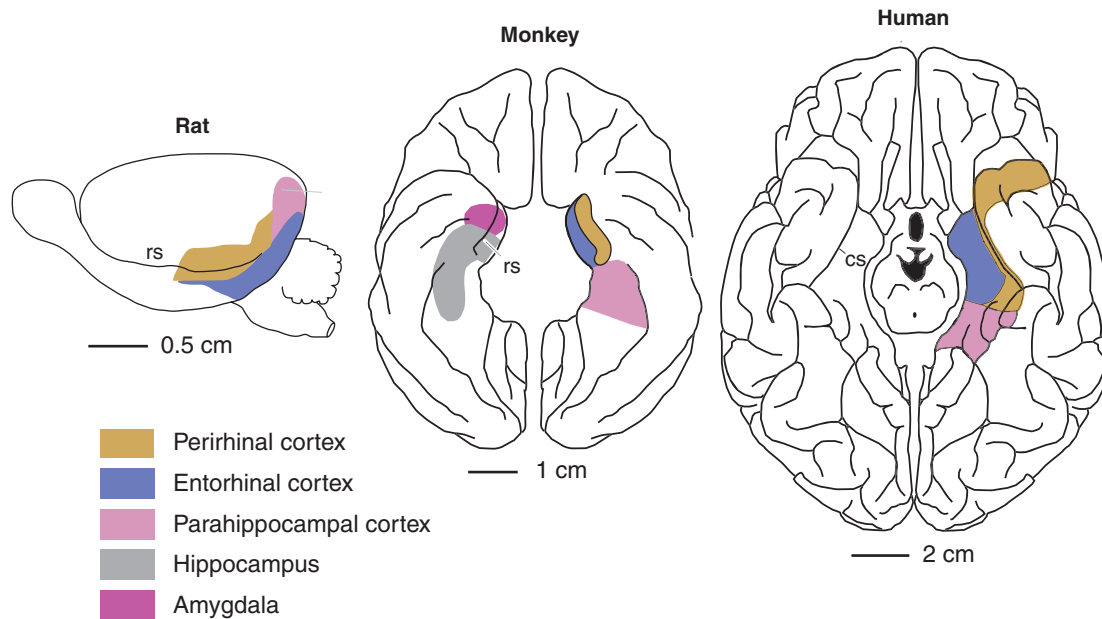 Human
Monkey
Rat
rs
rs
cs
0.5 cm
1 cm
2 cm
Perirhinal cortex
Entorhinal cortex
Parahippocampal cortex
Hippocampus
Amygdala